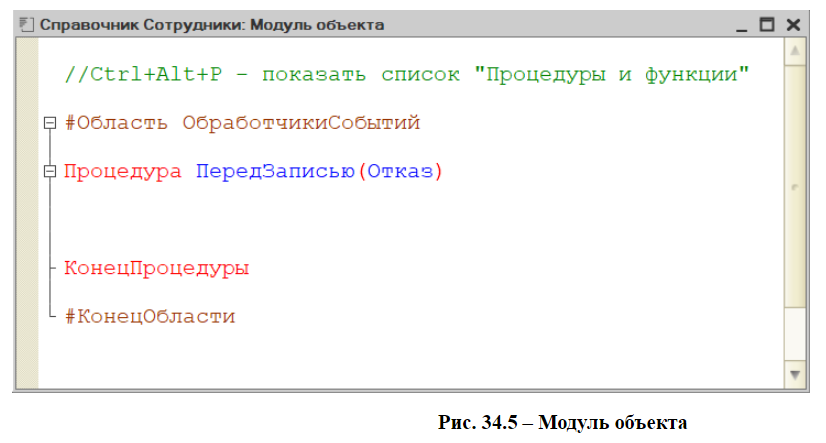 Справочник Сотрудники: Модуль объекта
//Ctrl+Alt+P - показать список "Процедуры и функции"
#Область ОбработчикиСобытий
Процедура ПередЗаписью(Отказ)
КонецПроцедуры
#КонецОбласти
Рис. 34.5 – Модуль объекта